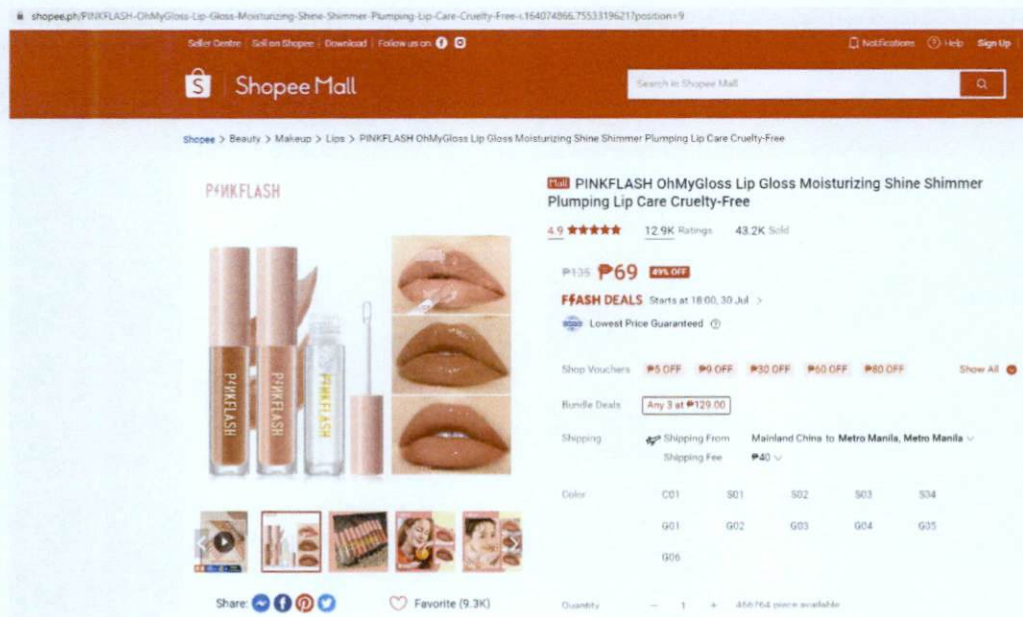 shopee.ph/PINKFLASH-OhMyGloss-Lip-Gloss-Moisturizing-Shine-Shimmer-Plumping-Lip-Care-Cruelty-Free-i.164074866.7553319621?position=9
Seller Centre | Sell on Shopee | Download | Follow us on
Notifications Help Sign Up
Shopee Mall
Search in Shopee Mall
Shopee > Beauty > Makeup > Lips > PINKFLASH OhMyGloss Lip Gloss Moisturizing Shine Shimmer Plumping Lip Care Cruelty-Free
PINKFLASH
Mall PINKFLASH OhMyGloss Lip Gloss Moisturizing Shine Shimmer
Plumping Lip Care Cruelty-Free
4.9 12.9K Ratings 43.2K Sold
₱135 ₱69 49% OFF
FLASH DEALS Starts at 18:00, 30 Jul >
Lowest Price Guaranteed
Shop Vouchers ₱5 OFF ₱9 OFF ₱30 OFF ₱60 OFF ₱80 OFF Show All
Bundle Deals Any 3 at ₱129.00
Shipping Shipping From Mainland China to Metro Manila, Metro Manila
Shipping Fee ₱40
Color C01 S01 S02 S03 S04
G01 G02 G03 G04 G05
G06
PINKFLASH
PINKFLASH
PINKFLASH
Share: Favorite (9.3K)
Quantity - 1 + 466764 piece available